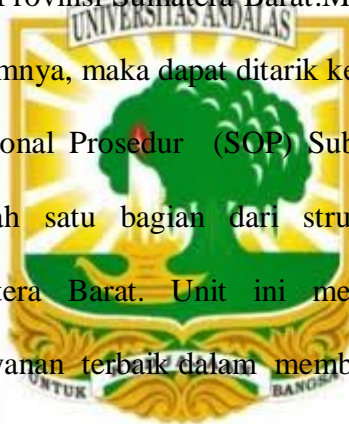 Provinsi Sumatera Barat.M
UNIVERSITAS ANDALAS
mnya, maka dapat ditarik ke
onal Prosedur (SOP) Sub
ah satu bagian dari stru
tera Barat. Unit ini me
yanan terbaik dalam memb
UNTUK BANGSA